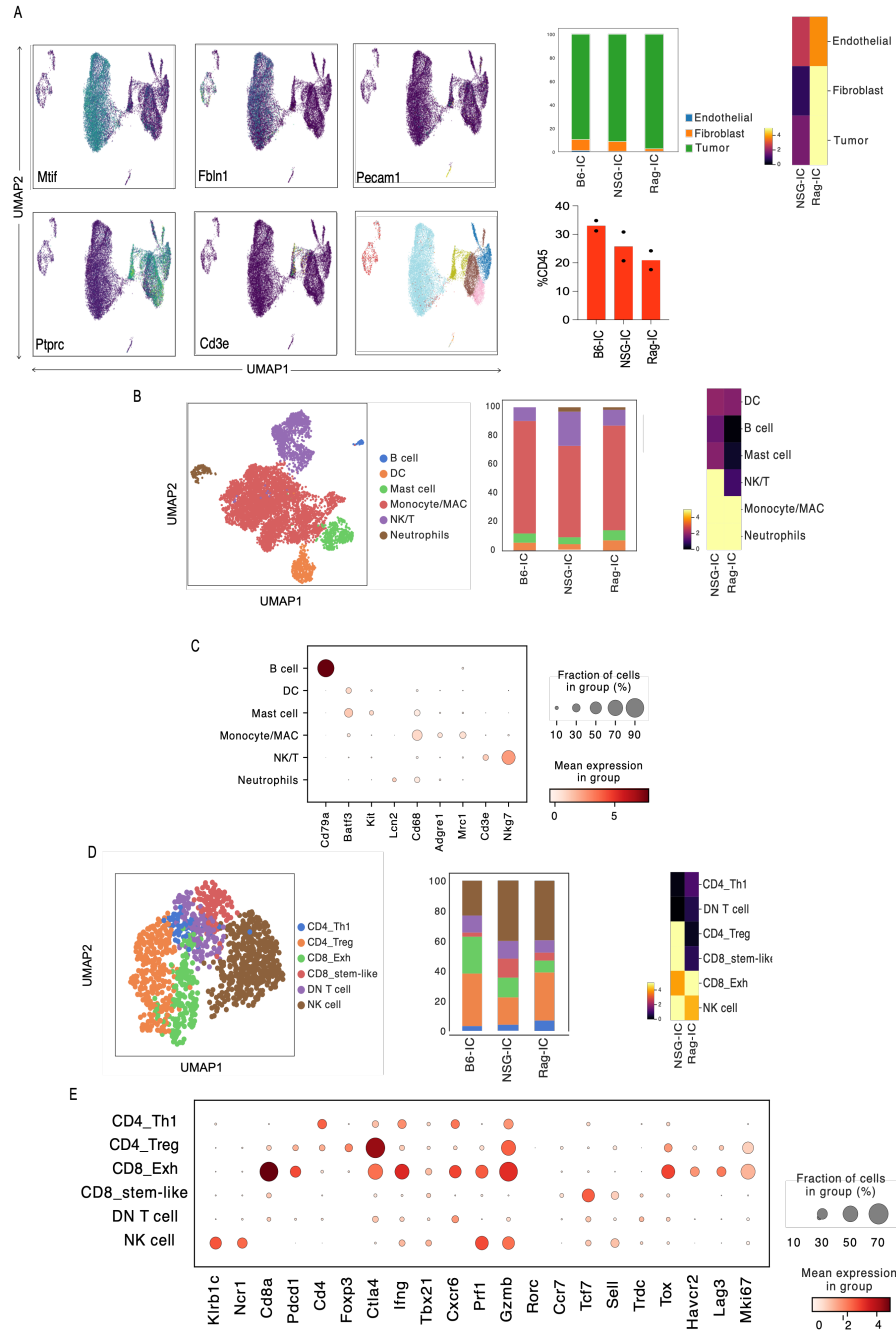 A
UMAP2
Mtif
Fbln1
Pecam1
Ptprc
Cd3e
UMAP1
100
80
60
40
20
0
B6-IC
NSG-IC
Rag-IC
Endothelial
Fibroblast
Tumor
Endothelial
Fibroblast
Tumor
4
2
0
NSG-IC
Rag-IC
%CD45
40
30
20
10
0
B6-IC
NSG-IC
Rag-IC
B
UMAP2
UMAP1
B cell
DC
Mast cell
Monocyte/MAC
NK/T
Neutrophils
100
80
60
40
20
0
B6-IC
NSG-IC
Rag-IC
DC
B cell
Mast cell
NK/T
Monocyte/MAC
Neutrophils
4
2
0
NSG-IC
Rag-IC
C
B cell
DC
Mast cell
Monocyte/MAC
NK/T
Neutrophils
Cd79a
Batf3
Kit
Lcn2
Cd68
Adgre1
Mrc1
Cd3e
Nkg7
Fraction of cells
in group (%)
10 30 50 70 90
Mean expression
in group
0 5
D
UMAP2
UMAP1
CD4_Th1
CD4_Treg
CD8_Exh
CD8_stem-like
DN T cell
NK cell
100
80
60
40
20
0
B6-IC
NSG-IC
Rag-IC
CD4_Th1
DN T cell
CD4_Treg
CD8_stem-like
CD8_Exh
NK cell
4
2
0
NSG-IC
Rag-IC
E
CD4_Th1
CD4_Treg
CD8_Exh
CD8_stem-like
DN T cell
NK cell
Klrb1c
Ncr1
Cd8a
Pdcd1
Cd4
Foxp3
Ctla4
Ifng
Tbx21
Cxcr6
Prf1
Gzmb
Rorc
Ccr7
Tcf7
Sell
Trdc
Tox
Havcr2
Lag3
Mki67
Fraction of cells
in group (%)
10 30 50 70
Mean expression
in group
0 2 4